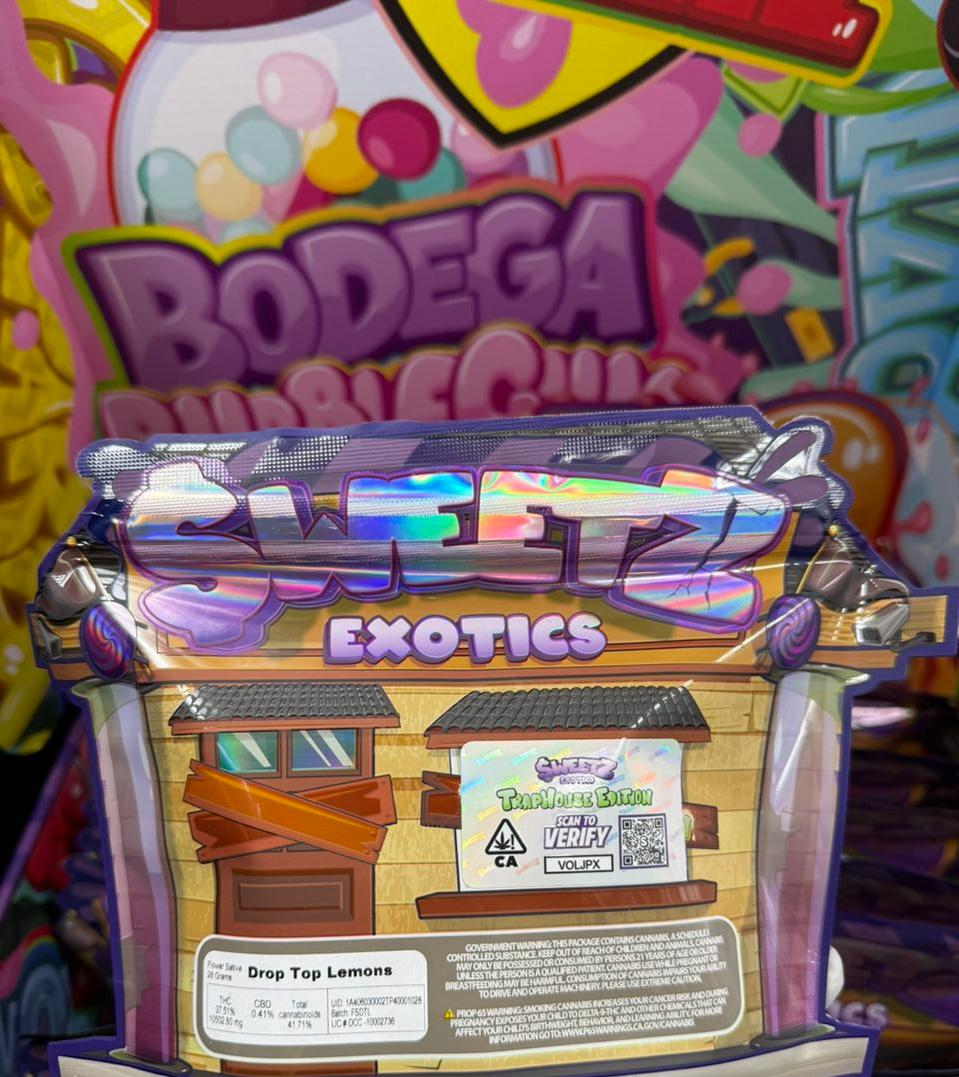 BODEGA
BUBBLEGUM
SWEETZ
EXOTICS
SWEETZ
EXOTICS
TRAPHOUSE EDITION
SCAN TO
VERIFY
CA
VOLJPX
Flower Sativa
28 Grams
Drop Top Lemons
THC
37.51%
10502.80 mg
CBD
0.41%
Total
cannabinoids
41.71%
UID: 1A406030002TP40001028
Batch: FSDTL
LIC # DCC -10002736
GOVERNMENT WARNING: THIS PACKAGE CONTAINS CANNABIS, A SCHEDULE I
CONTROLLED SUBSTANCE. KEEP OUT OF REACH OF CHILDREN AND ANIMALS. CANNABIS
MAY ONLY BE POSSESSED OR CONSUMED BY PERSONS 21 YEARS OF AGE OR OLDER
UNLESS THE PERSON IS A QUALIFIED PATIENT. CANNABIS USE WHILE PREGNANT OR
BREASTFEEDING MAY BE HARMFUL. CONSUMPTION OF CANNABIS IMPAIRS YOUR ABILITY
TO DRIVE AND OPERATE MACHINERY. PLEASE USE EXTREME CAUTION.
PROP 65 WARNING: SMOKING CANNABIS INCREASES YOUR CANCER RISK AND DURING
PREGNANCY EXPOSES YOUR CHILD TO DELTA-9-THC AND OTHER CHEMICALS THAT CAN
AFFECT YOUR CHILD'S BIRTHWEIGHT, BEHAVIOR, AND LEARNING ABILITY. FOR MORE
INFORMATION GO TO: WWW.P65WARNINGS.CA.GOV/CANNABIS